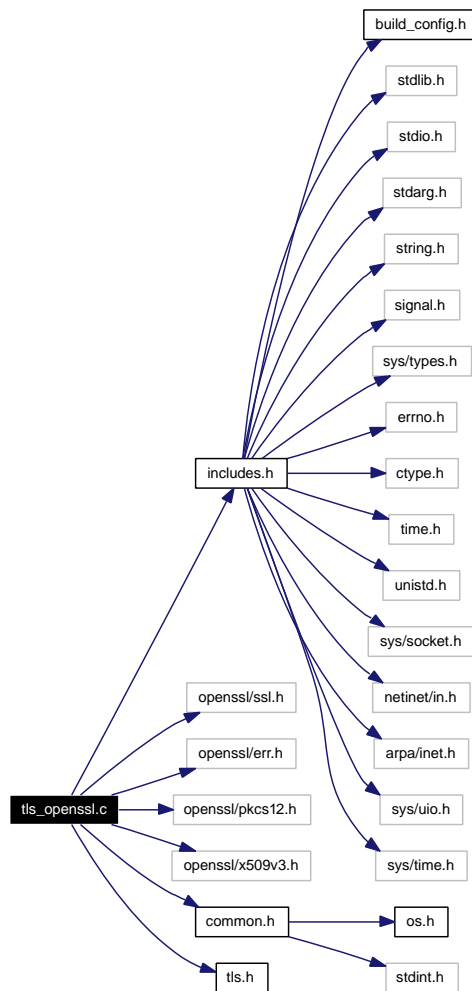 build_config.h
stdlib.h
stdio.h
stdarg.h
string.h
signal.h
sys/types.h
errno.h
includes.h
ctype.h
time.h
unistd.h
sys/socket.h
openssl/ssl.h
netinet/in.h
openssl/err.h
arpa/inet.h
tls_openssl.c
openssl/pkcs12.h
sys/uio.h
openssl/x509v3.h
sys/time.h
common.h
os.h
tls.h
stdint.h